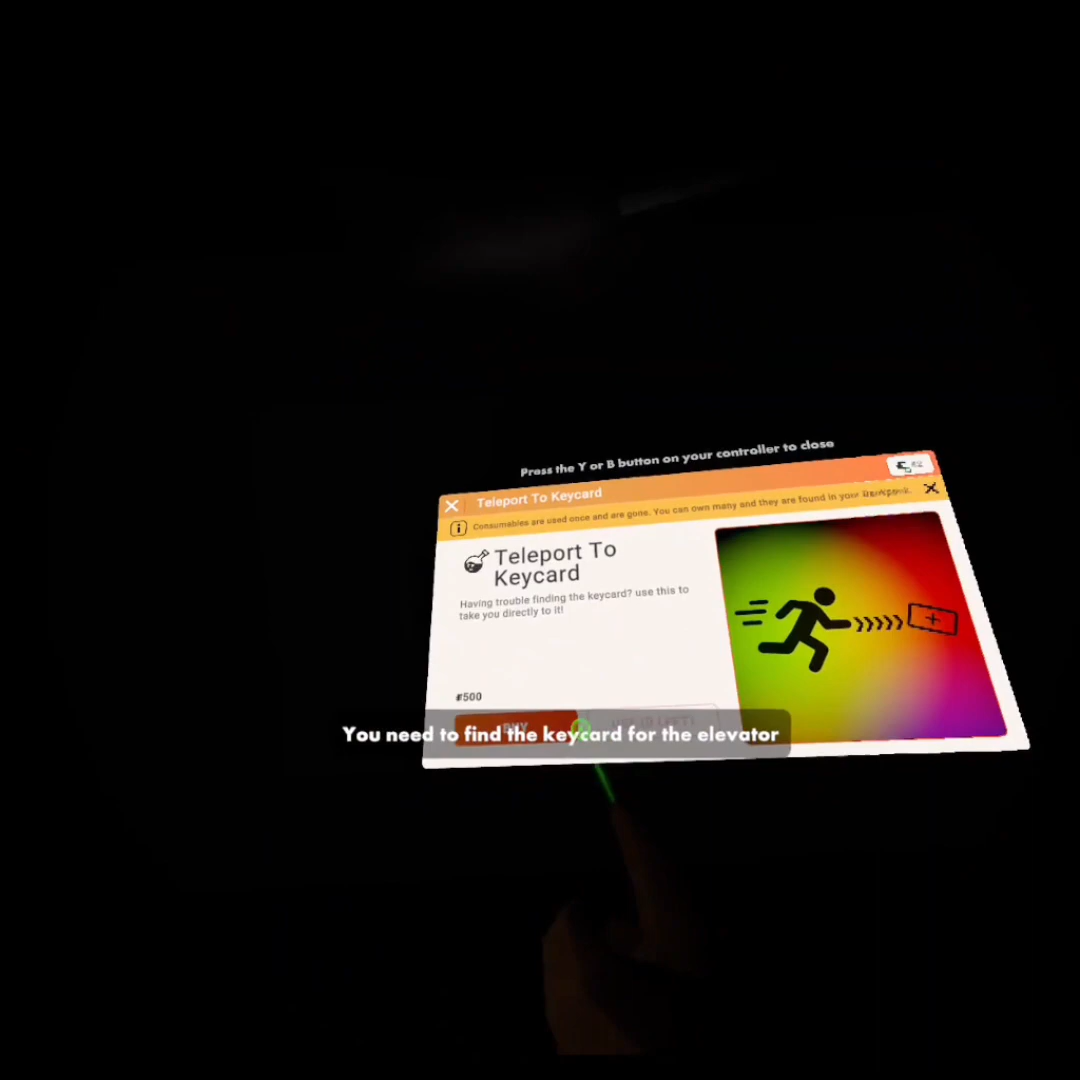 Press the Y or B button on your controller to close
Teleport To Keycard
Consumables are used once and are gone. You can own many and they are found in your Backpack.
Teleport To
Keycard
Having trouble finding the keycard? use this to
take you directly to it!
500
BUY
You need to find the keycard for the elevator